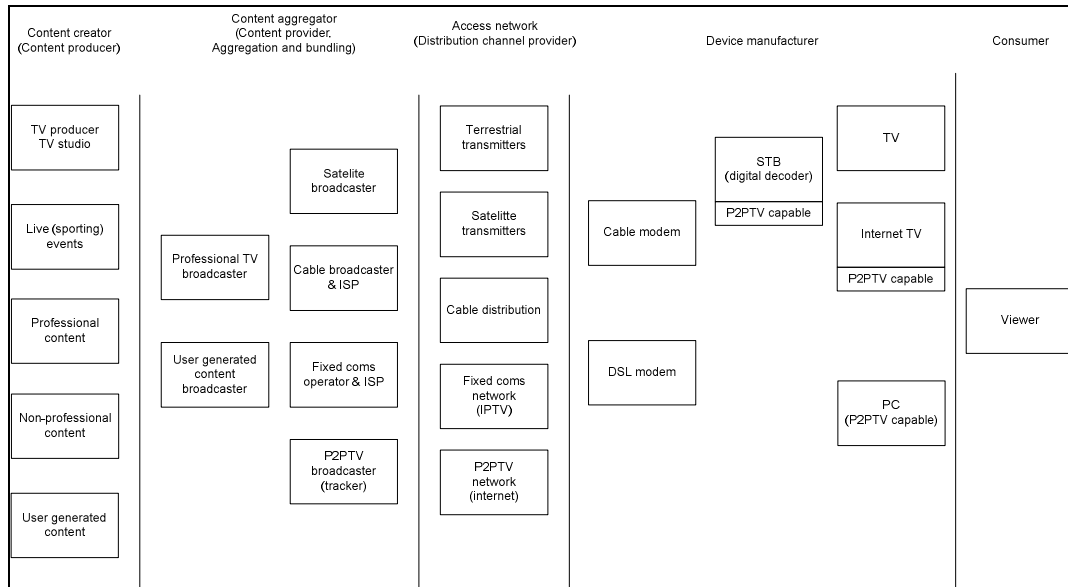 Content creator
(Content producer)
Content aggregator
(Content provider,
Aggregation and bundling)
Access network
(Distribution channel provider)
Device manufacturer
Consumer
TV producer
TV studio
Live (sporting)
events
Professional
content
Non-professional
content
User generated
content
Professional TV
broadcaster
User generated
content
broadcaster
Satelite
broadcaster
Cable broadcaster
& ISP
Fixed coms
operator & ISP
P2PTV
broadcaster
(tracker)
Terrestrial
transmitters
Satelitte
transmitters
Cable distribution
Fixed coms
network
(IPTV)
P2PTV
network
(internet)
Cable modem
DSL modem
STB
(digital decoder)
P2PTV capable
TV
Internet TV
P2PTV capable
PC
(P2PTV capable)
Viewer